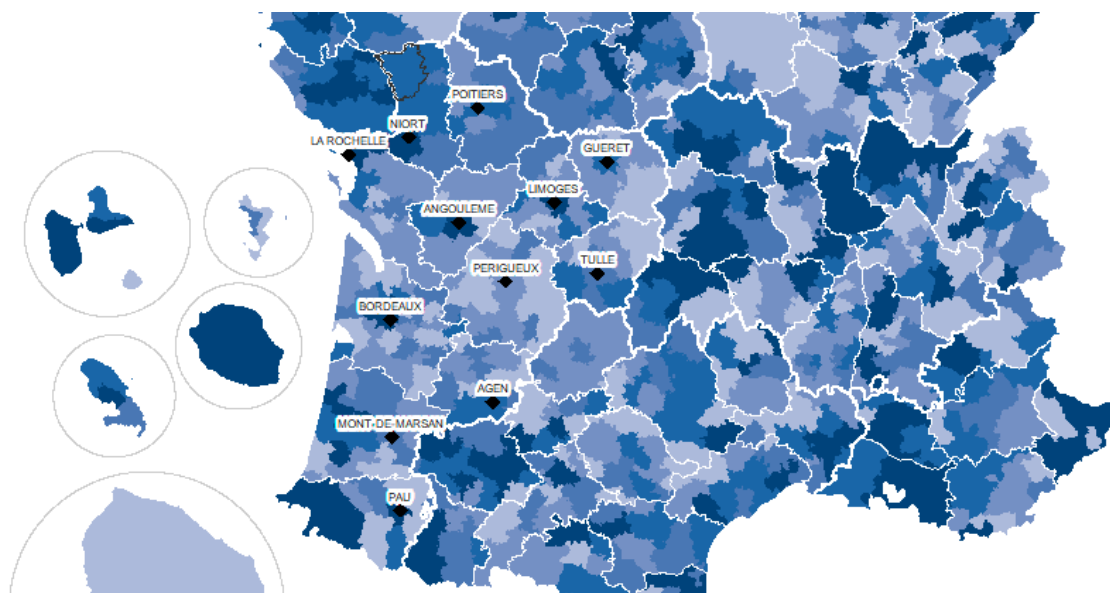 POITIERS
NIORT
LA ROCHELLE
GUERET
LIMOGES
ANGOULEME
PERIGUEUX
TULLE
BORDEAUX
AGEN
MONT-DE-MARSAN
PAU